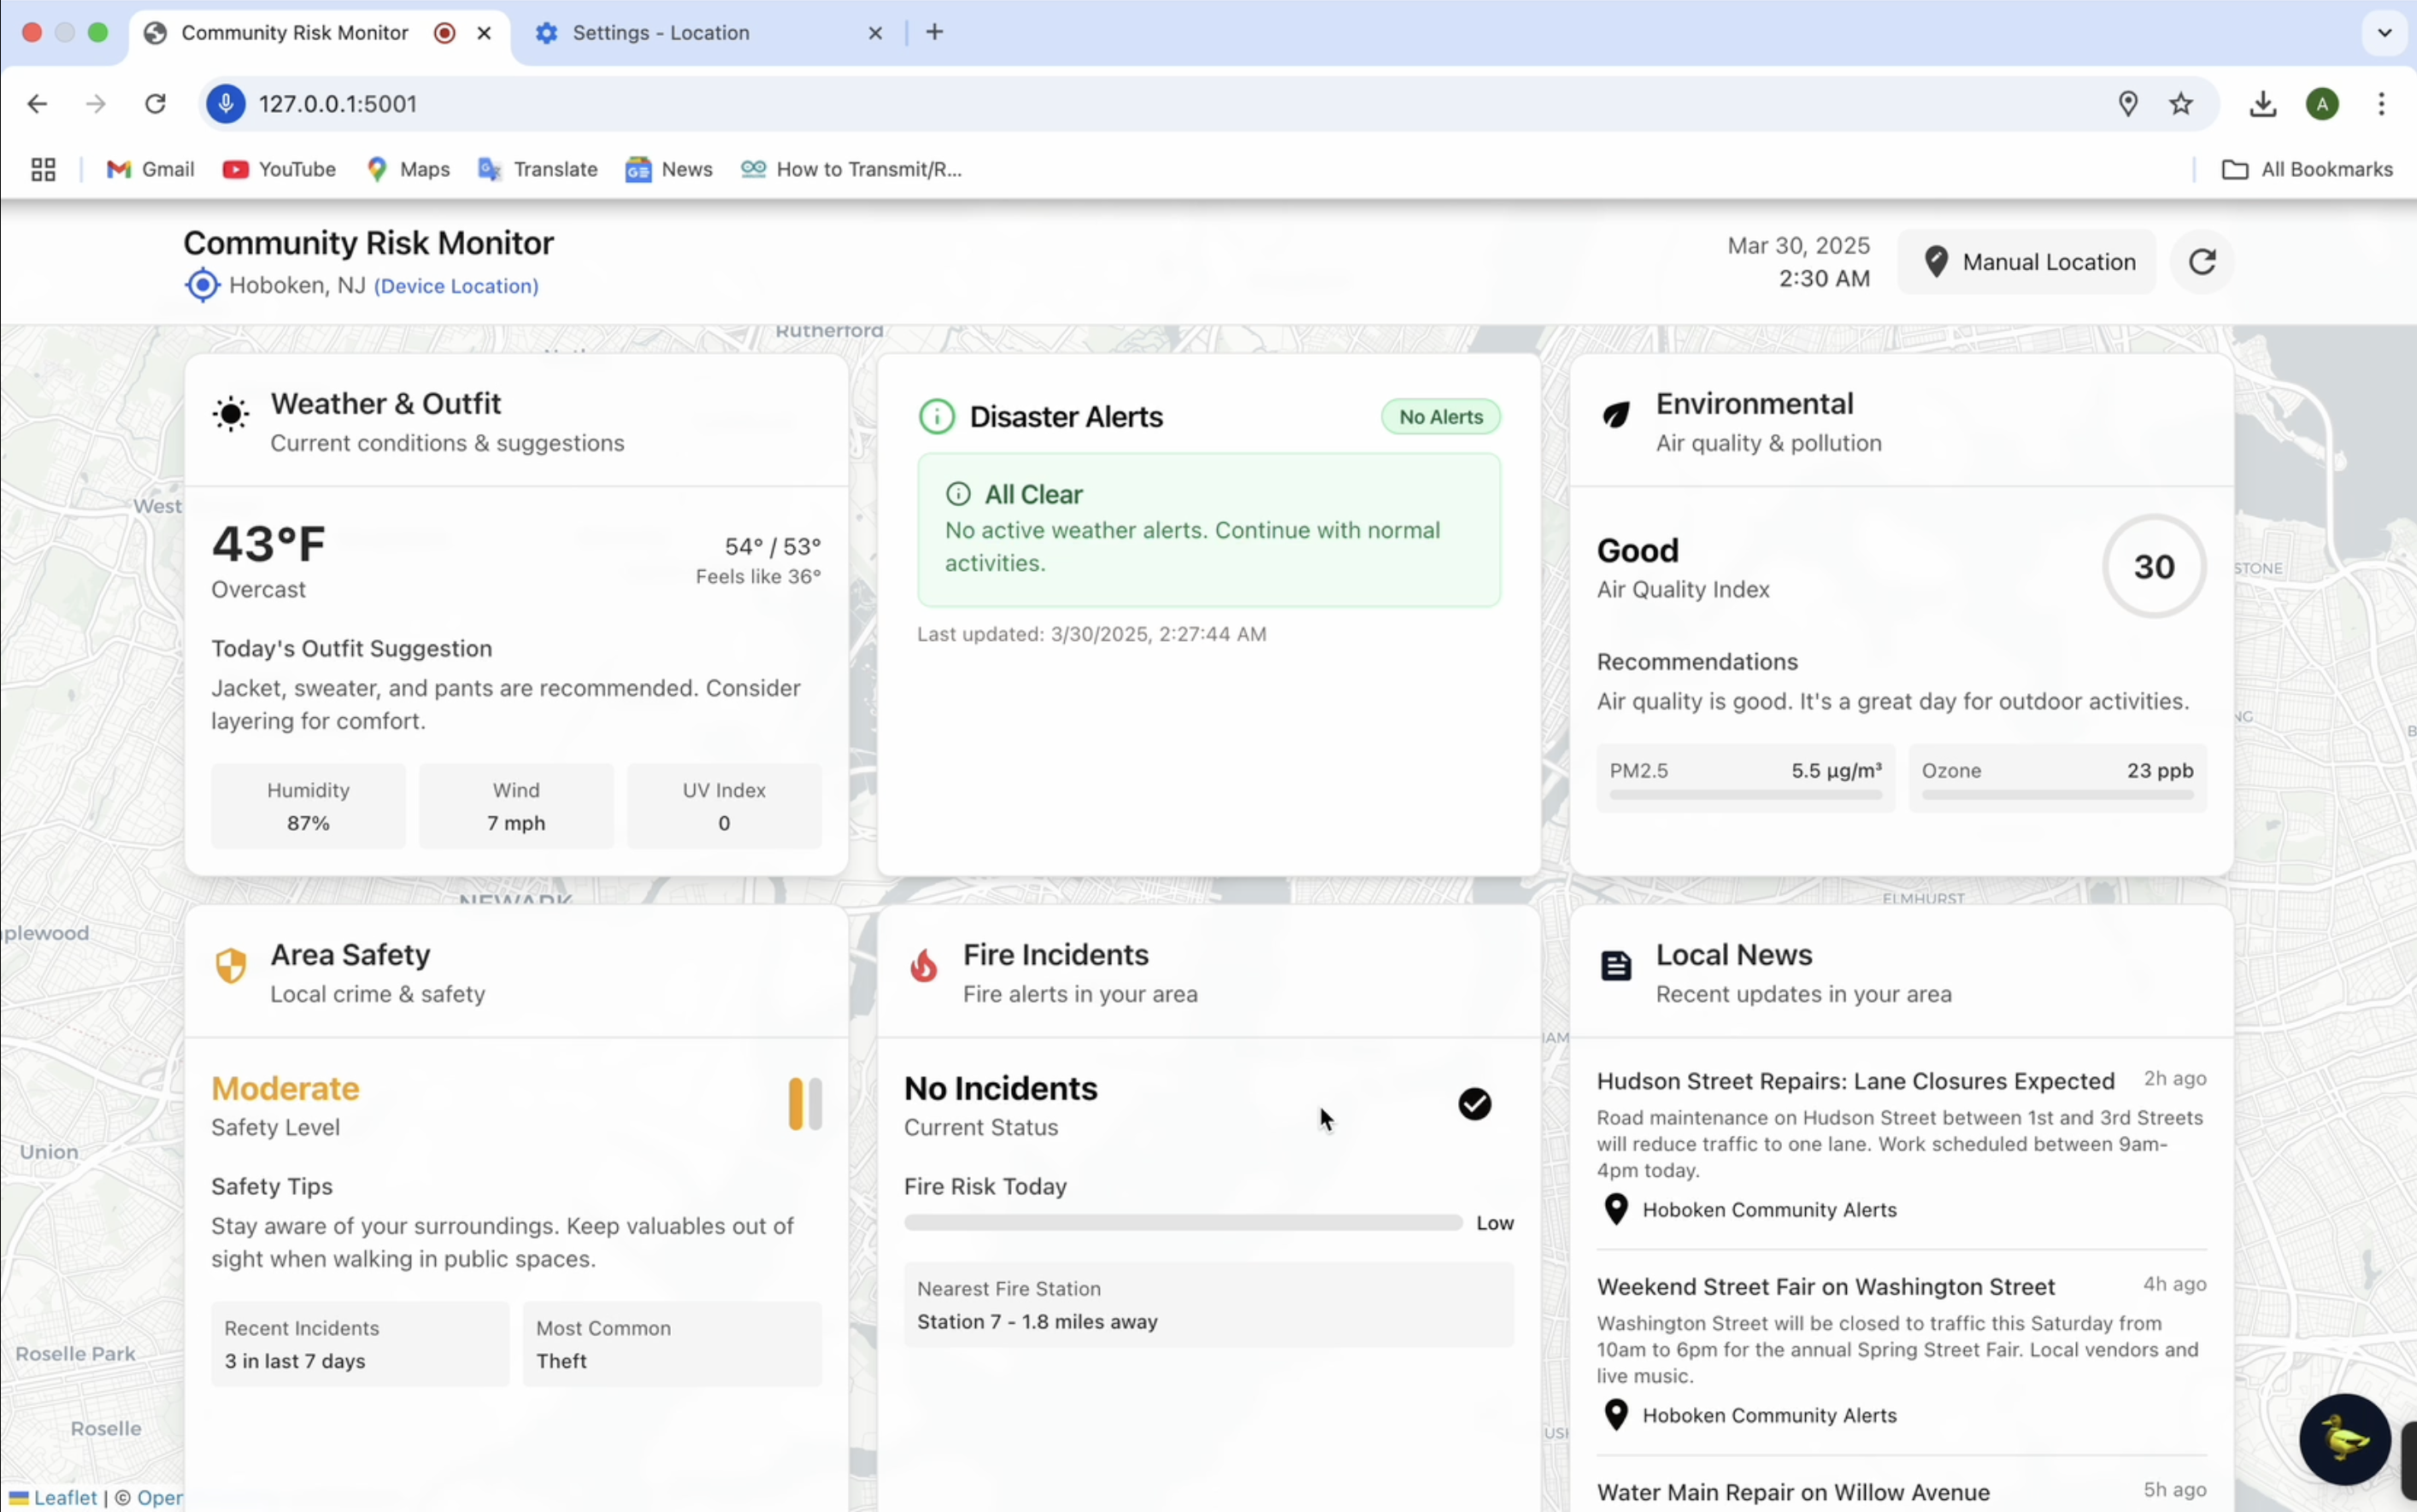 Community Risk Monitor
Settings - Location
127.0.0.1:5001
A
Gmail
YouTube
Maps
Translate
News
How to Transmit/R...
All Bookmarks
Community Risk Monitor
Hoboken, NJ (Device Location)
Mar 30, 2025
2:30 AM
Manual Location
Rutherford
West
Weather & Outfit
Current conditions & suggestions
43°F
Overcast
54° / 53°
Feels like 36°
Today's Outfit Suggestion
Jacket, sweater, and pants are recommended. Consider
layering for comfort.
Humidity
87%
Wind
7 mph
UV Index
0
Disaster Alerts
No Alerts
All Clear
No active weather alerts. Continue with normal
activities.
Last updated: 3/30/2025, 2:27:44 AM
Environmental
Air quality & pollution
Good
Air Quality Index
30
Recommendations
Air quality is good. It's a great day for outdoor activities.
PM2.5
5.5 µg/m³
Ozone
23 ppb
STONE
NG
B
NEWARK
ELMHURST
plewood
Area Safety
Local crime & safety
Moderate
Safety Level
Safety Tips
Stay aware of your surroundings. Keep valuables out of
sight when walking in public spaces.
Recent Incidents
3 in last 7 days
Most Common
Theft
Fire Incidents
Fire alerts in your area
No Incidents
Current Status
Fire Risk Today
Low
Nearest Fire Station
Station 7 - 1.8 miles away
Local News
Recent updates in your area
Hudson Street Repairs: Lane Closures Expected
2h ago
Road maintenance on Hudson Street between 1st and 3rd Streets
will reduce traffic to one lane. Work scheduled between 9am-
4pm today.
Hoboken Community Alerts
Weekend Street Fair on Washington Street
4h ago
Washington Street will be closed to traffic this Saturday from
10am to 6pm for the annual Spring Street Fair. Local vendors and
live music.
Hoboken Community Alerts
Water Main Repair on Willow Avenue
5h ago
IAM
USH
Union
Roselle Park
Roselle
Leaflet | © Oper